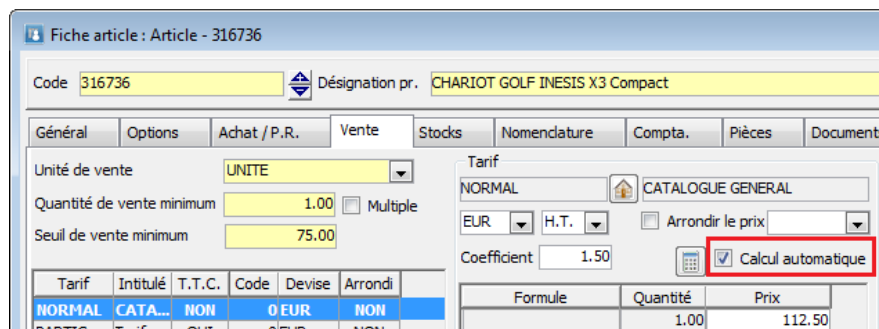 Fiche article : Article - 316736
Code 316736 Désignation pr. CHARIOT GOLF INESIS X3 Compact
Général Options Achat / P.R. Vente Stocks Nomenclature Compta. Pièces Document
Unité de vente UNITE
Quantité de vente minimum 1.00 Multiple
Seuil de vente minimum 75.00
Tarif
NORMAL CATALOGUE GENERAL
EUR H.T. Arrondir le prix
Coefficient 1.50 Calcul automatique
Tarif Intitulé T.T.C. Code Devise Arrondi
NORMAL CATA... NON 0 EUR NON
Formule Quantité Prix
1.00 112.50